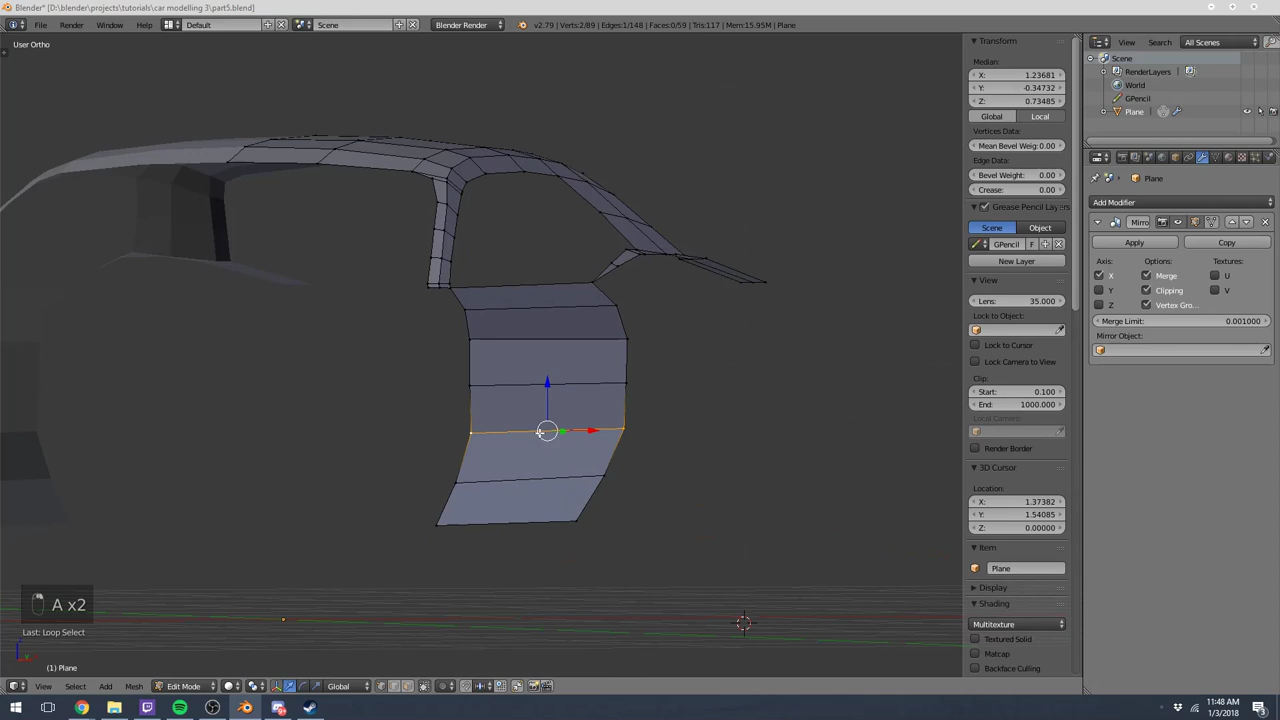 Blender* [D:\blender\projects\tutorials\car modelling 3\part5.blend]
File Render Window Help Default Scene Blender Render v2.79 | Verts:2/89 | Edges:1/148 | Faces:0/59 | Tris:117 | Mem:15.95M | Plane
View Search All Scenes
User Ortho
Transform
Median:
X: 1.23681
Y: -0.34732
Z: 0.73485
Global Local
Vertices Data:
Mean Bevel Weig: 0.00
Edge Data:
Bevel Weight: 0.00
Crease: 0.00
Grease Pencil Layers
Scene Object
GPencil F
New Layer
View
Lens: 35.000
Lock to Object:
Lock to Cursor
Lock Camera to View
Clip:
Start: 0.100
End: 1000.000
Local Camera:
Render Border
3D Cursor
Location:
X: 1.37382
Y: 1.54085
Z: 0.00000
Item
Plane
Display
Shading
Multitexture
Textured Solid
Matcap
Backface Culling
Scene
RenderLayers
World
GPencil
Plane
Plane
Add Modifier
Mirro
Apply Copy
Axis: Options: Textures:
X Merge U
Y Clipping V
Z Vertex Gro...
Merge Limit: 0.001000
Mirror Object:
A x2
Last: Loop Select
(1) Plane
View Select Add Mesh Edit Mode Global
11:48 AM
1/3/2018
3